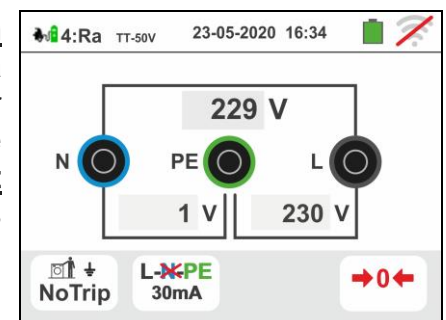 4:Ra TT-50V 23-05-2020 16:34
229 V
N PE L
1 V 230 V
NoTrip
L-N-PE
30mA
→0←